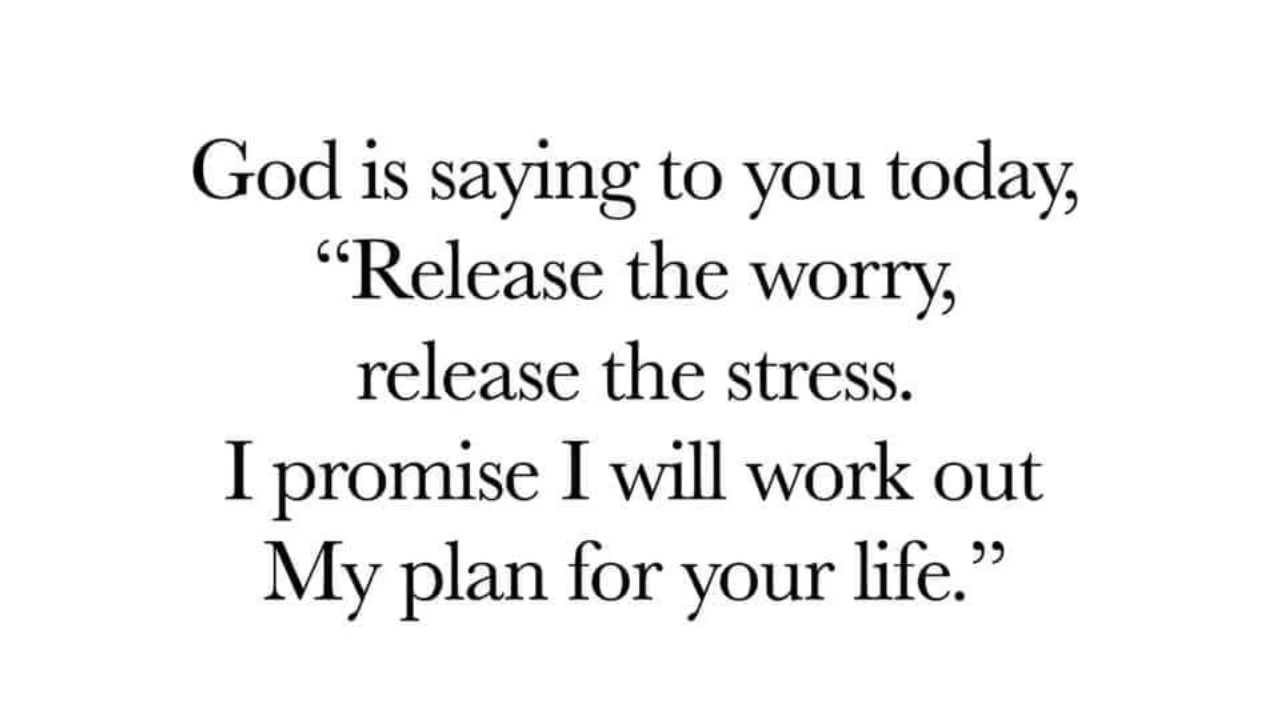 God is saying to you today,
“Release the worry,
release the stress.
I promise I will work out
My plan for your life.”